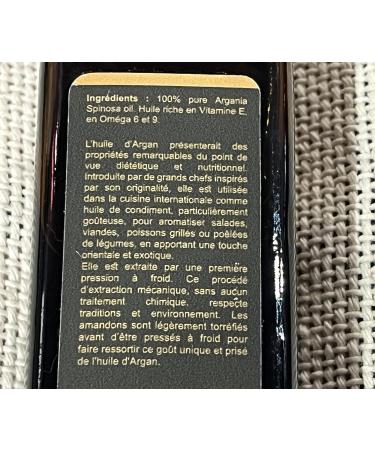 Ingrédients : 100% pure Argania
Spinosa oil. Huile riche en Vitamine E,
en Oméga 6 et 9.
L'huile d'Argan présenterait des
propriétés remarquables du point de
vue diététique et nutritionnel.
Introduite par de grands chefs inspirés
par son originalité, elle est utilisée
dans la cuisine internationale comme
huile de condiment, particulièrement
goûteuse, pour aromatiser salades,
viandes, poissons grillés ou poêlées
de légumes, en apportant une touche
orientale et exotique.
Elle est extraite par une première
pression à froid. Ce procédé
d'extraction mécanique, sans aucun
traitement chimique, respecte
traditions et environnement. Les
amandons sont légèrement torréfiés
avant d'être pressés à froid pour
faire ressortir ce goût unique et prisé
de l'huile d'Argan.